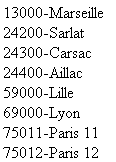 13000-Marseille
24200-Sarlat
24300-Carsac
24400-Aillac
59000-Lille
69000-Lyon
75011-Paris 11
75012-Paris 12